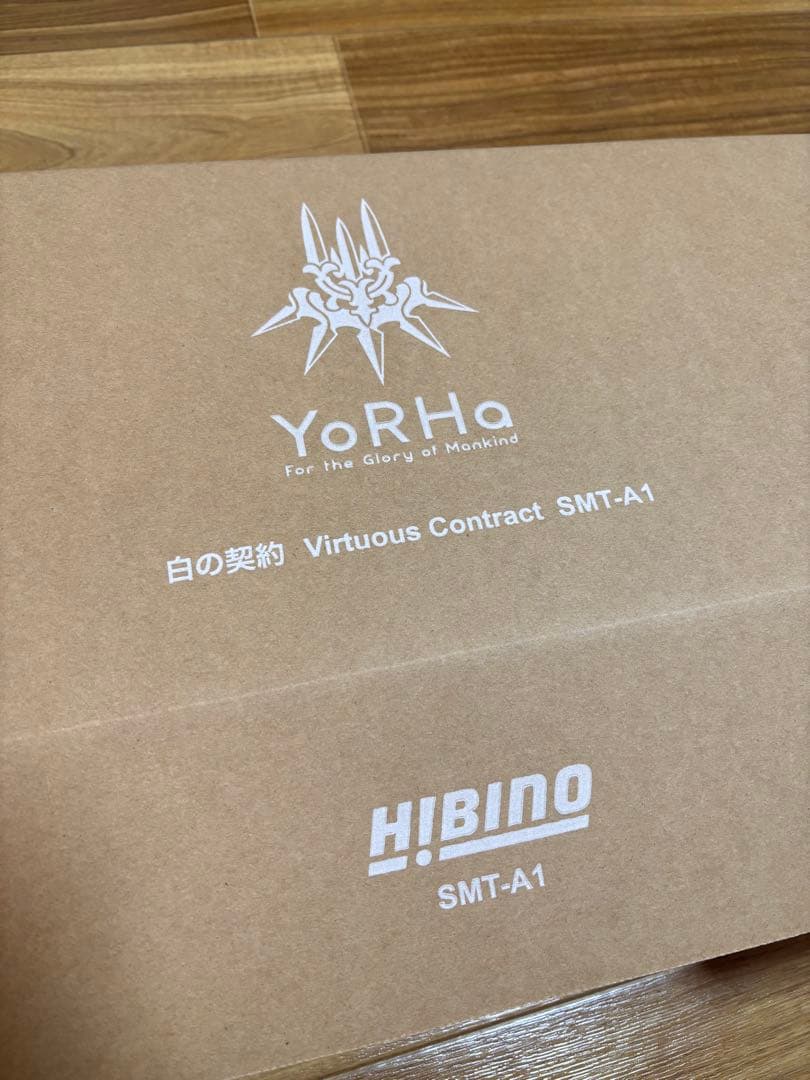 YoRHa
For the Glory of Mankind
白の契約 Virtuous Contract SMT-A1
HIBINO
SMT-A1